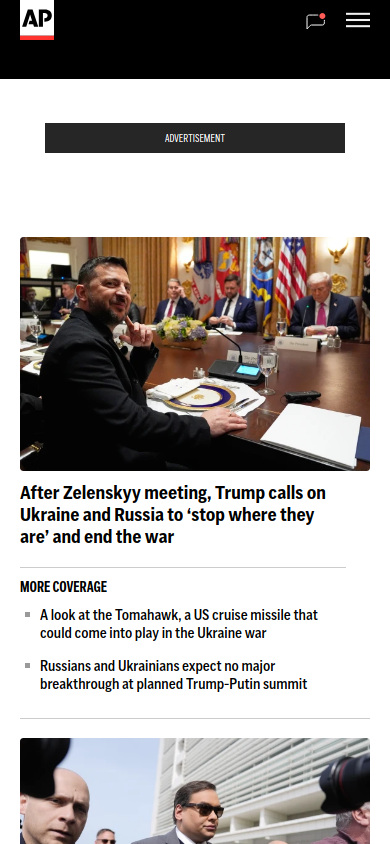 AP
ADVERTISEMENT
After Zelenskyy meeting, Trump calls on
Ukraine and Russia to ‘stop where they
are’ and end the war
MORE COVERAGE
A look at the Tomahawk, a US cruise missile that
could come into play in the Ukraine war
Russians and Ukrainians expect no major
breakthrough at planned Trump-Putin summit